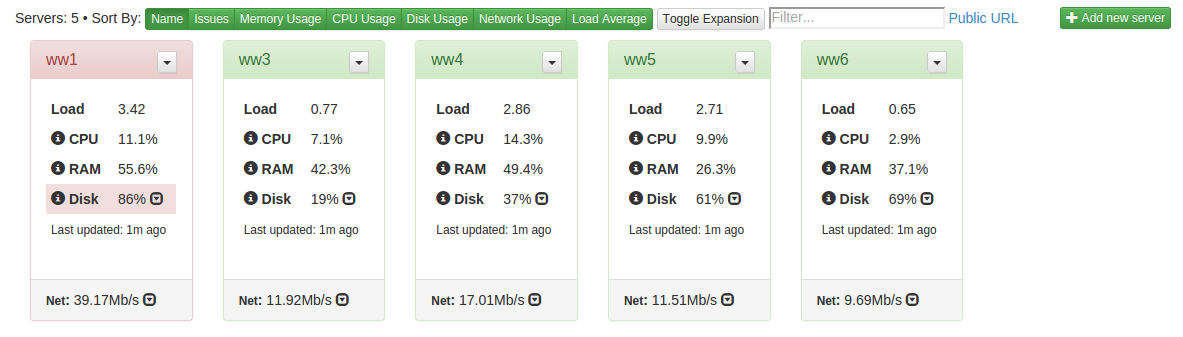 Servers: 5 • Sort By: Name Issues Memory Usage CPU Usage Disk Usage Network Usage Load Average Toggle Expansion Filter... Public URL Add new server
ww1
Load 3.42
CPU 11.1%
RAM 55.6%
Disk 86%
Last updated: 1m ago
Net: 39.17Mb/s
ww3
Load 0.77
CPU 7.1%
RAM 42.3%
Disk 19%
Last updated: 1m ago
Net: 11.92Mb/s
ww4
Load 2.86
CPU 14.3%
RAM 49.4%
Disk 37%
Last updated: 1m ago
Net: 17.01Mb/s
ww5
Load 2.71
CPU 9.9%
RAM 26.3%
Disk 61%
Last updated: 1m ago
Net: 11.51Mb/s
ww6
Load 0.65
CPU 2.9%
RAM 37.1%
Disk 69%
Last updated: 1m ago
Net: 9.69Mb/s